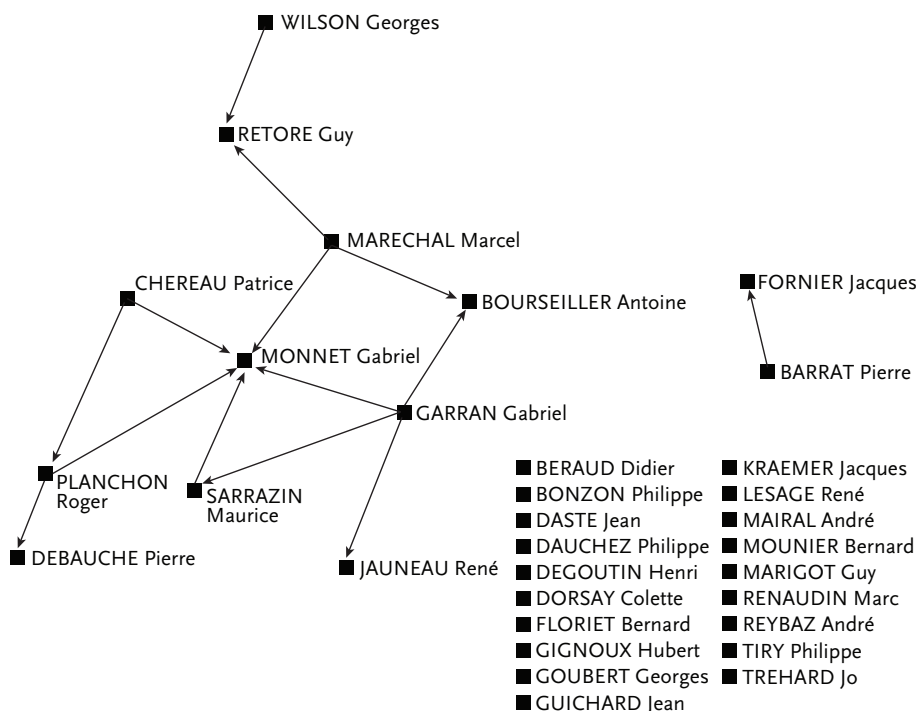 WILSON Georges
RETORE Guy
MARECHAL Marcel
CHEREAU Patrice
FORNIER Jacques
BOURSEILLER Antoine
MONNET Gabriel
BARRAT Pierre
GARRAN Gabriel
PLANCHON
Roger
SARRAZIN
Maurice
DEBAUCHE Pierre
JAUNEAU René
BERAUD Didier
BONZON Philippe
DASTE Jean
DAUCHEZ Philippe
DEGOUTIN Henri
DORSAY Colette
FLORIET Bernard
GIGNOUX Hubert
GOUBERT Georges
GUICHARD Jean
KRAEMER Jacques
LESAGE René
MAIRAL André
MOUNIER Bernard
MARIGOT Guy
RENAUDIN Marc
REYBAZ André
TIRY Philippe
TREHARD Jo